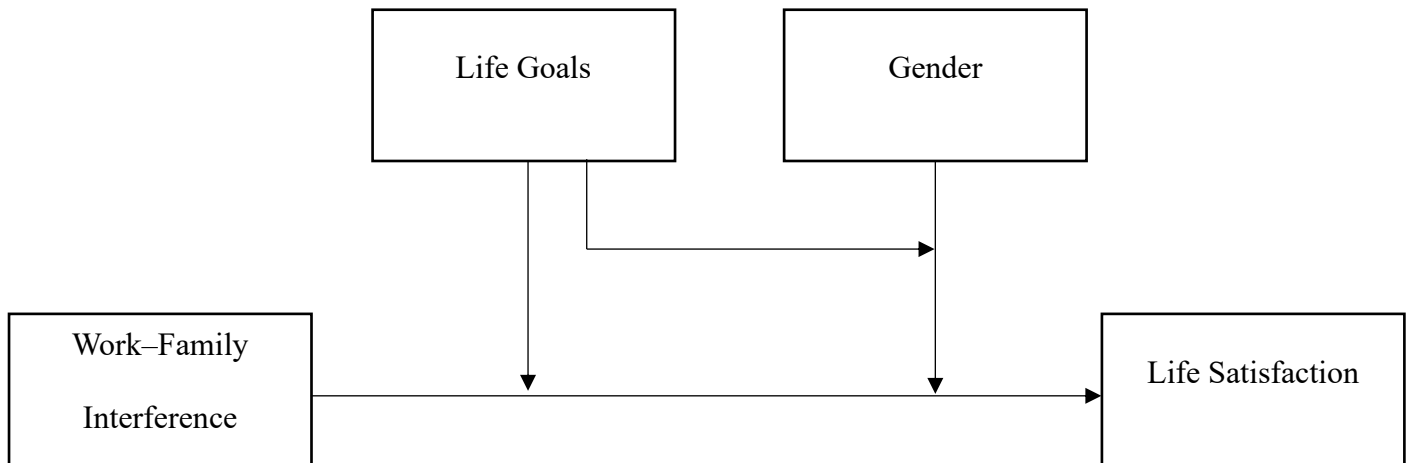 Life Goals
Gender
Work–Family
Interference
Life Satisfaction